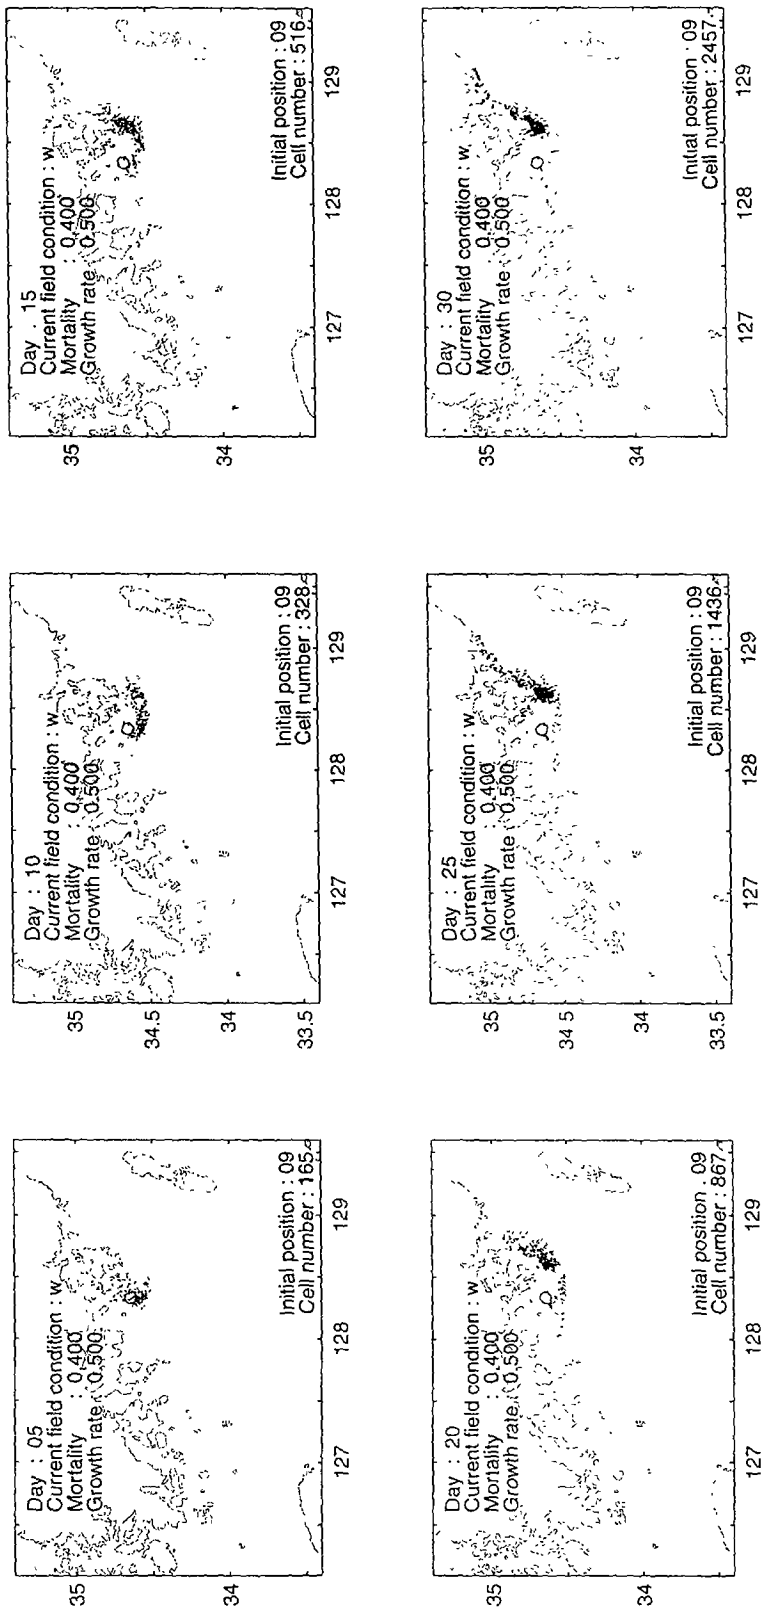 Day : 05
Current field condition : w
Mortality : 0.400
Growth rate : 0.500
Initial position : 09
Cell number : 165
35
34
127
128
129
Day : 10
Current field condition : w
Mortality : 0.400
Growth rate : 0.500
Initial position : 09
Cell number : 328
35
34.5
34
33.5
127
128
129
Day : 15
Current field condition : w
Mortality : 0.400
Growth rate : 0.500
Initial position : 09
Cell number : 516
35
34
127
128
129
Day : 20
Current field condition : w
Mortality : 0.400
Growth rate : 0.500
Initial position : 09
Cell number : 867
35
34
127
128
129
Day : 25
Current field condition : w
Mortality : 0.400
Growth rate : 0.500
Initial position : 09
Cell number : 1436
35
34.5
34
33.5
127
128
129
Day : 30
Current field condition : w
Mortality : 0.400
Growth rate : 0.500
Initial position : 09
Cell number : 2457
35
34
127
128
129